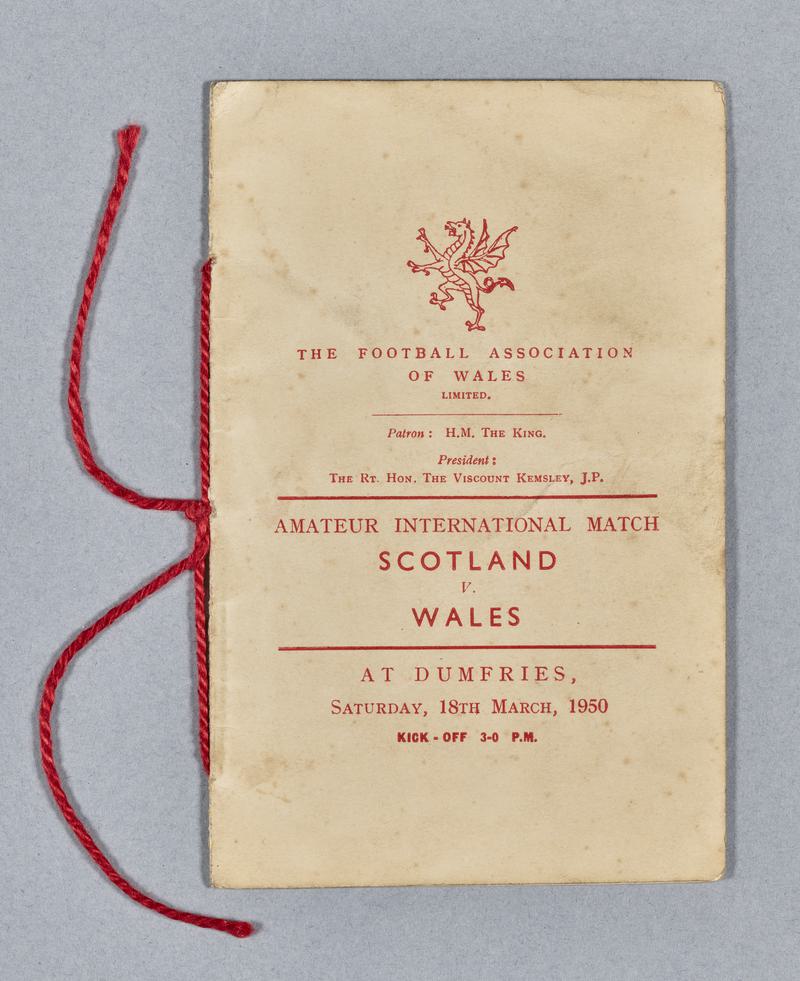 THE FOOTBALL ASSOCIATION
OF WALES
LIMITED.
Patron : H.M. THE KING.
President :
THE RT. HON. THE VISCOUNT KEMSLEY, J.P.
AMATEUR INTERNATIONAL MATCH
SCOTLAND
V.
WALES
AT DUMFRIES,
SATURDAY, 18TH MARCH, 1950
KICK-OFF 3-0 P.M.